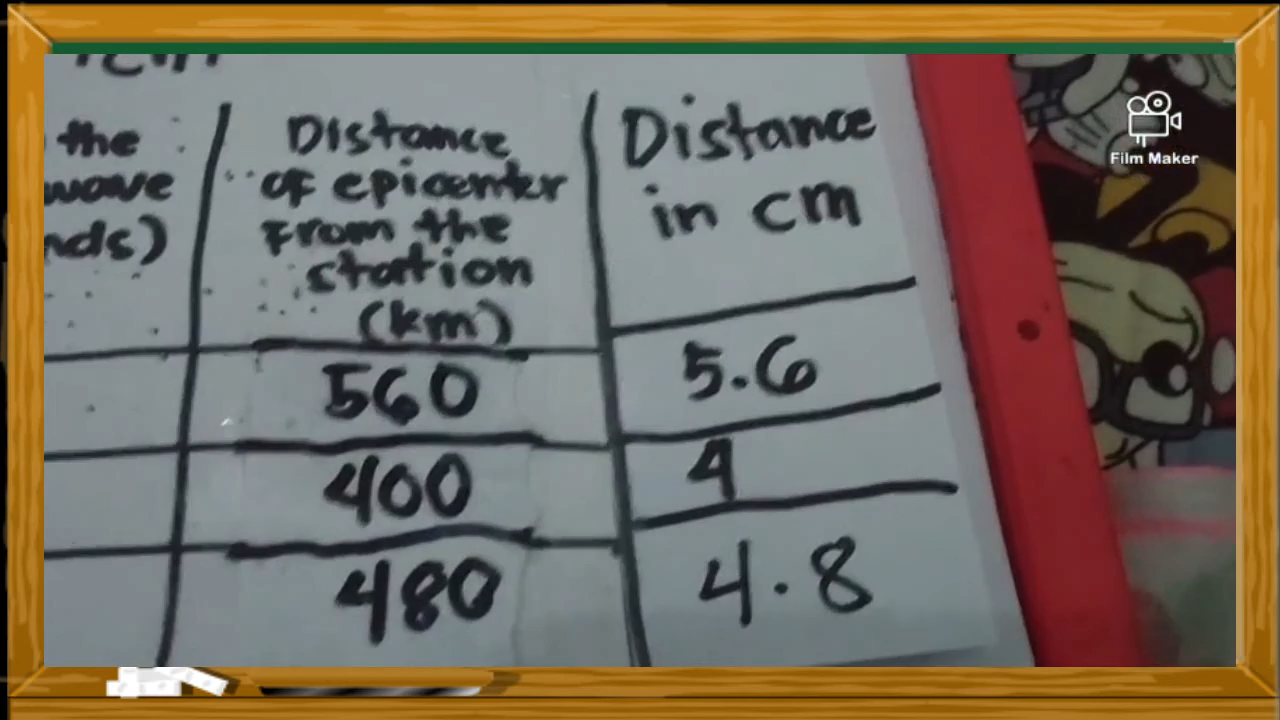 the
wave
nds)
Distance
of epicenter
From the
station
(km)
Distance
in cm
560
5.6
400
4
480
4.8
Film Maker